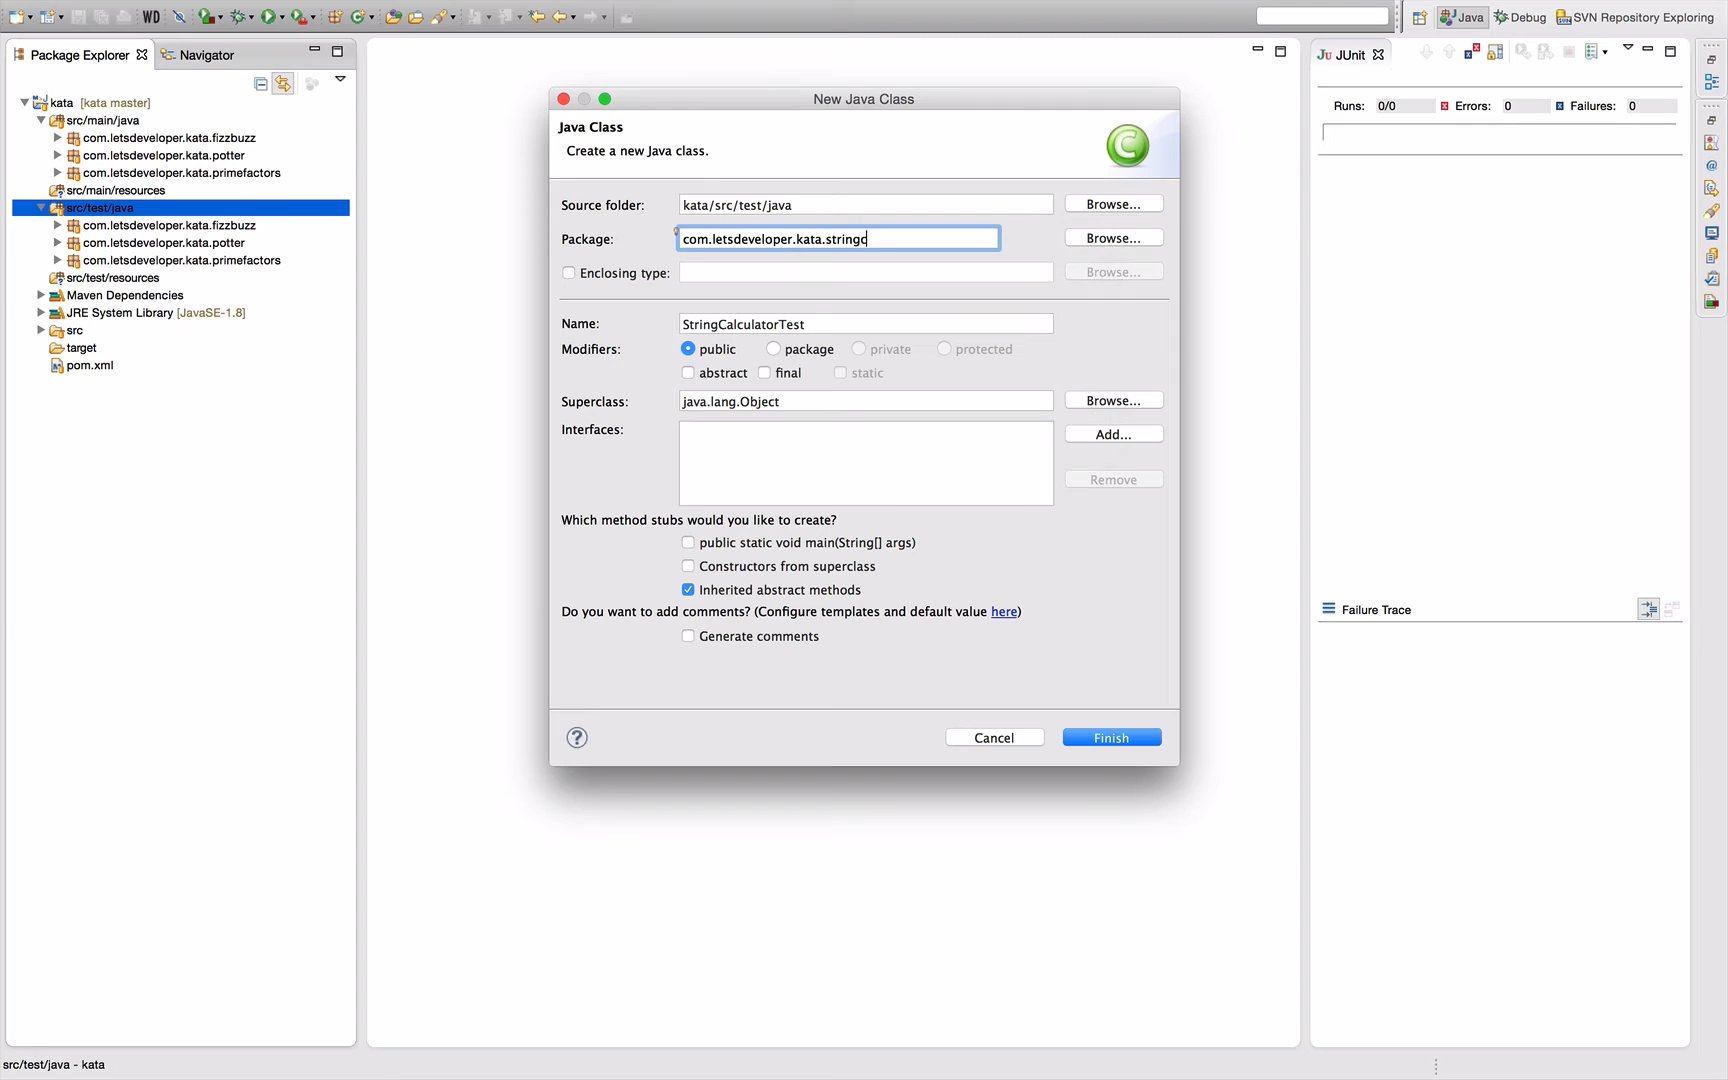 WD
Java
Debug
SVN Repository Exploring
Package Explorer
Navigator
kata [kata master]
src/main/java
com.letsdeveloper.kata.fizzbuzz
com.letsdeveloper.kata.potter
com.letsdeveloper.kata.primefactors
src/main/resources
src/test/java
com.letsdeveloper.kata.fizzbuzz
com.letsdeveloper.kata.potter
com.letsdeveloper.kata.primefactors
src/test/resources
Maven Dependencies
JRE System Library [JavaSE-1.8]
src
target
pom.xml
New Java Class
Java Class
Create a new Java class.
Source folder: kata/src/test/java Browse...
Package: com.letsdeveloper.kata.stringc Browse...
Enclosing type: Browse...
Name: StringCalculatorTest
Modifiers: public package private protected
abstract final static
Superclass: java.lang.Object Browse...
Interfaces: Add...
Remove
Which method stubs would you like to create?
public static void main(String[] args)
Constructors from superclass
Inherited abstract methods
Do you want to add comments? (Configure templates and default value here)
Generate comments
? Cancel Finish
JUnit
Runs: 0/0 Errors: 0 Failures: 0
Failure Trace
src/test/java - kata